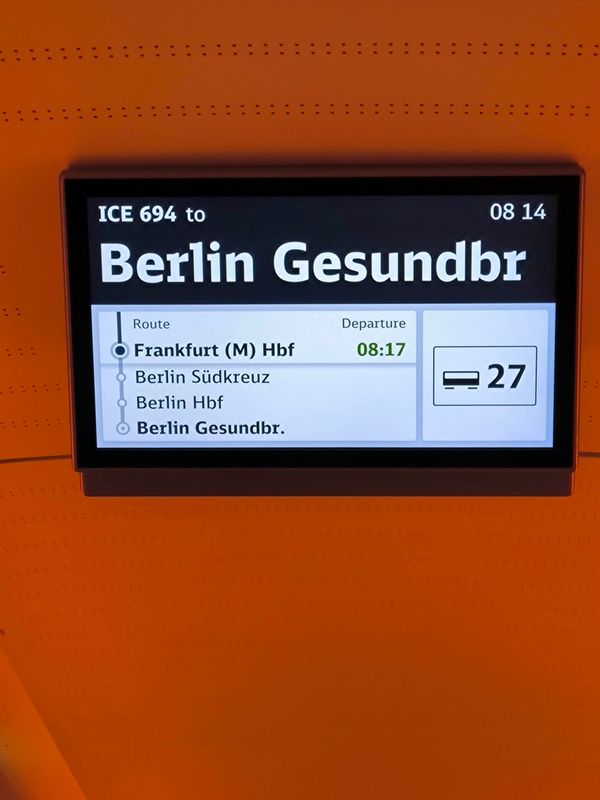 ICE 694 to 08 14
Berlin Gesundbr
Route Departure
Frankfurt (M) Hbf 08:17
Berlin Südkreuz
Berlin Hbf
Berlin Gesundbr.
27